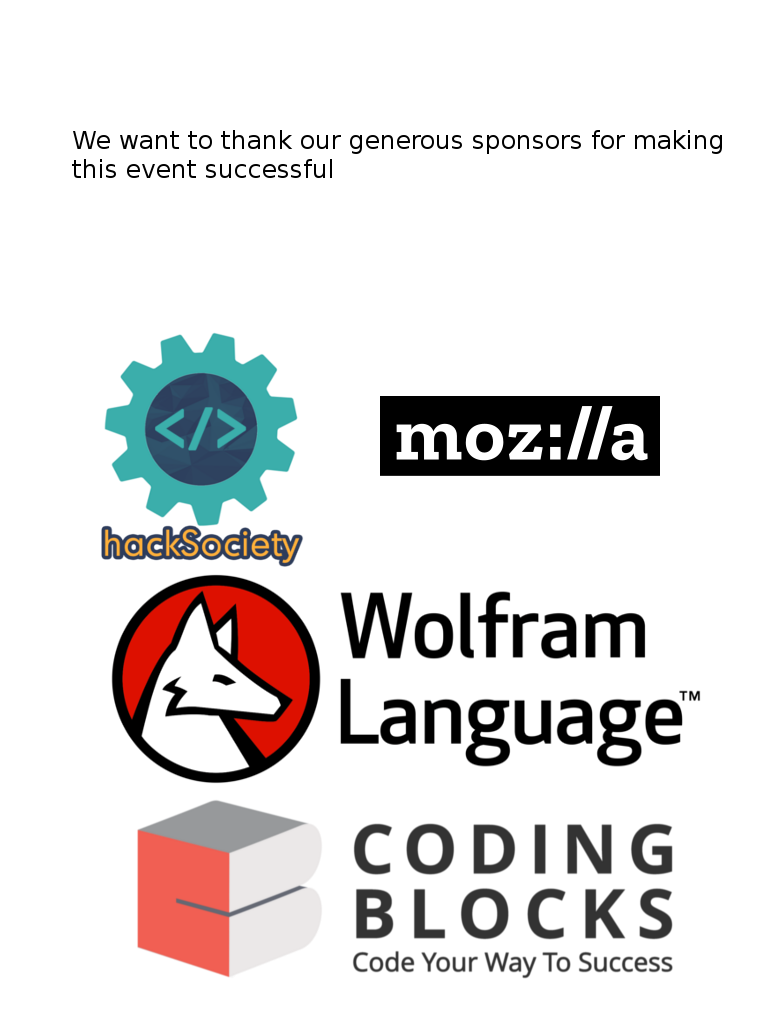 We want to thank our generous sponsors for making
this event successful
</>
moz://a
hackSociety
Wolfram
Language™
CODING
BLOCKS
Code Your Way To Success